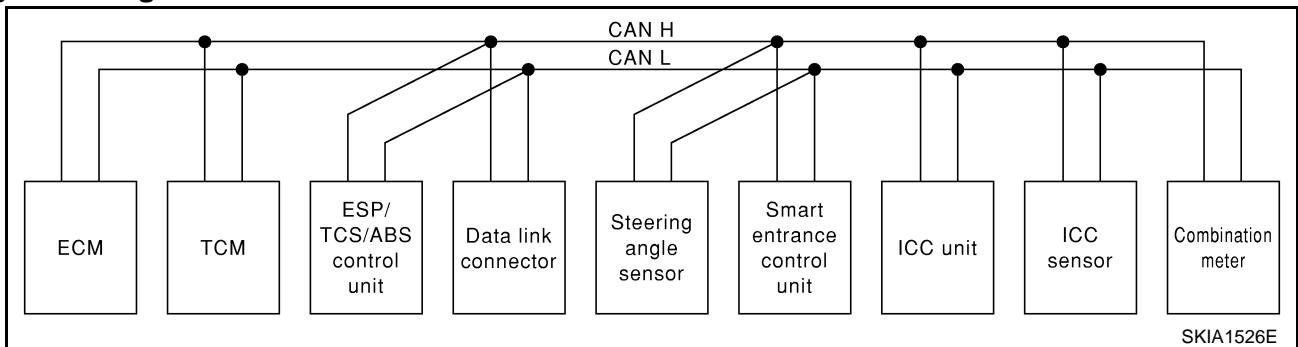 CAN H
CAN L
ECM
TCM
ESP/
TCS/ABS
control
unit
Data link
connector
Steering
angle
sensor
Smart
entrance
control
unit
ICC unit
ICC
sensor
Combination
meter
SKIA1526E